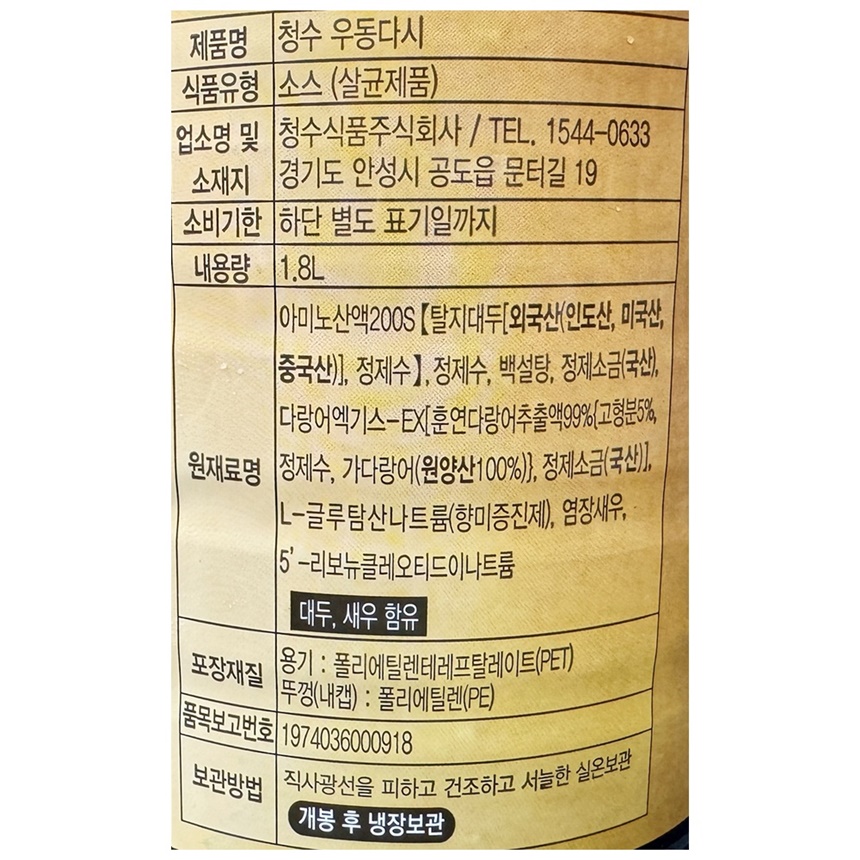 제품명 청수 우동다시
식품유형 소스 (살균제품)
업소명 및 소재지 청수식품주식회사 / TEL. 1544-0633
경기도 안성시 공도읍 문터길 19
소비기한 하단 별도 표기일까지
내용량 1.8L
원재료명 아미노산액200S【탈지대두[외국산(인도산, 미국산,
중국산)], 정제수】, 정제수, 백설탕, 정제소금(국산),
다랑어엑기스-EX[훈연다랑어추출액99%{고형분5%,
정제수, 가다랑어(원양산100%)}, 정제소금(국산)],
L-글루탐산나트륨(향미증진제), 염장새우,
5'-리보뉴클레오티드이나트륨
대두, 새우 함유
포장재질 용기 : 폴리에틸렌테레프탈레이트(PET)
뚜껑(내캡) : 폴리에틸렌(PE)
품목보고번호 1974036000918
보관방법 직사광선을 피하고 건조하고 서늘한 실온보관
개봉 후 냉장보관